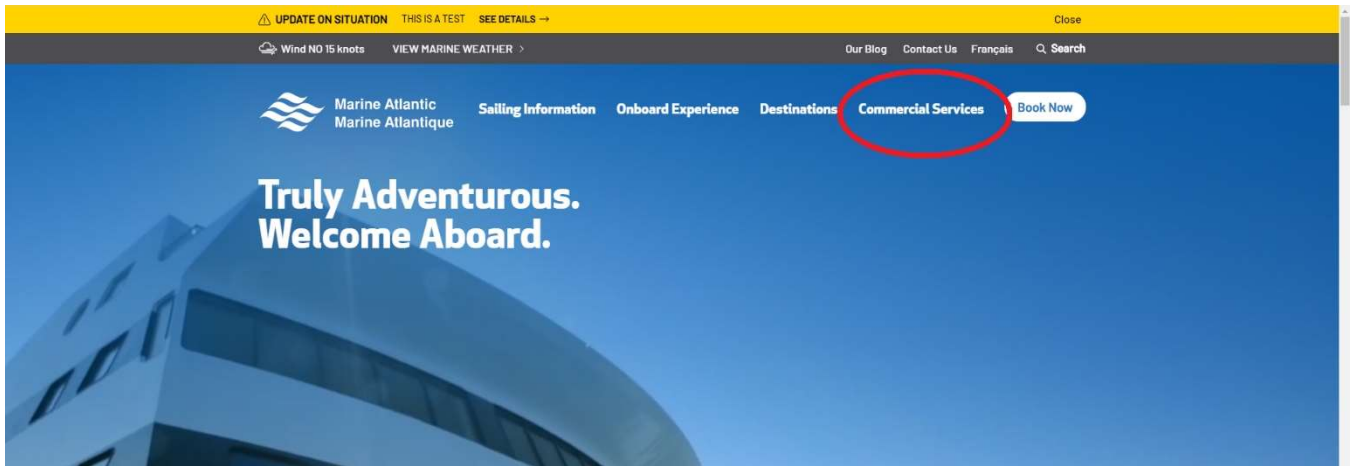 UPDATE ON SITUATION THIS IS A TEST SEE DETAILS → Close
Wind NO 15 knots VIEW MARINE WEATHER > Our Blog Contact Us Français Search
Marine Atlantic
Marine Atlantique
Sailing Information Onboard Experience Destinations Commercial Services Book Now
Truly Adventurous.
Welcome Aboard.